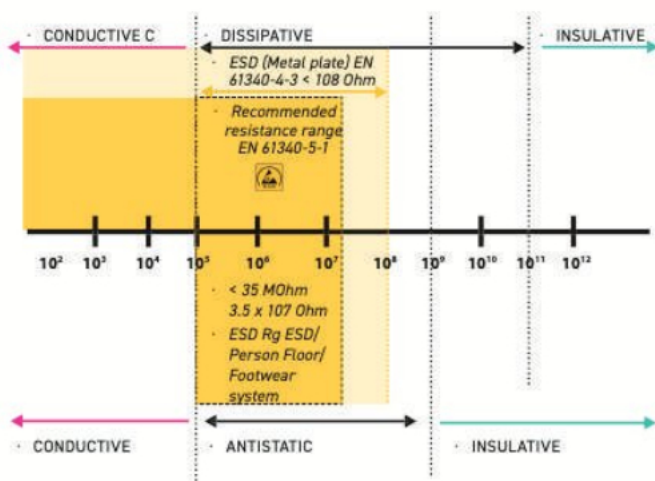 · CONDUCTIVE C
· DISSIPATIVE
INSULATIVE
· ESD (Metal plate) EN
61340-4-3 < 108 Ohm
· Recommended
resistance range
EN 61340-5-1
10² 10³ 10⁴ 10⁵ 10⁶ 10⁷ 10⁸ 10⁹ 10¹⁰ 10¹¹ 10¹²
· < 35 MOhm
3.5 x 107 Ohm
· ESD Rg ESD/
Person Floor/
Footwear
system
· CONDUCTIVE
· ANTISTATIC
· INSULATIVE